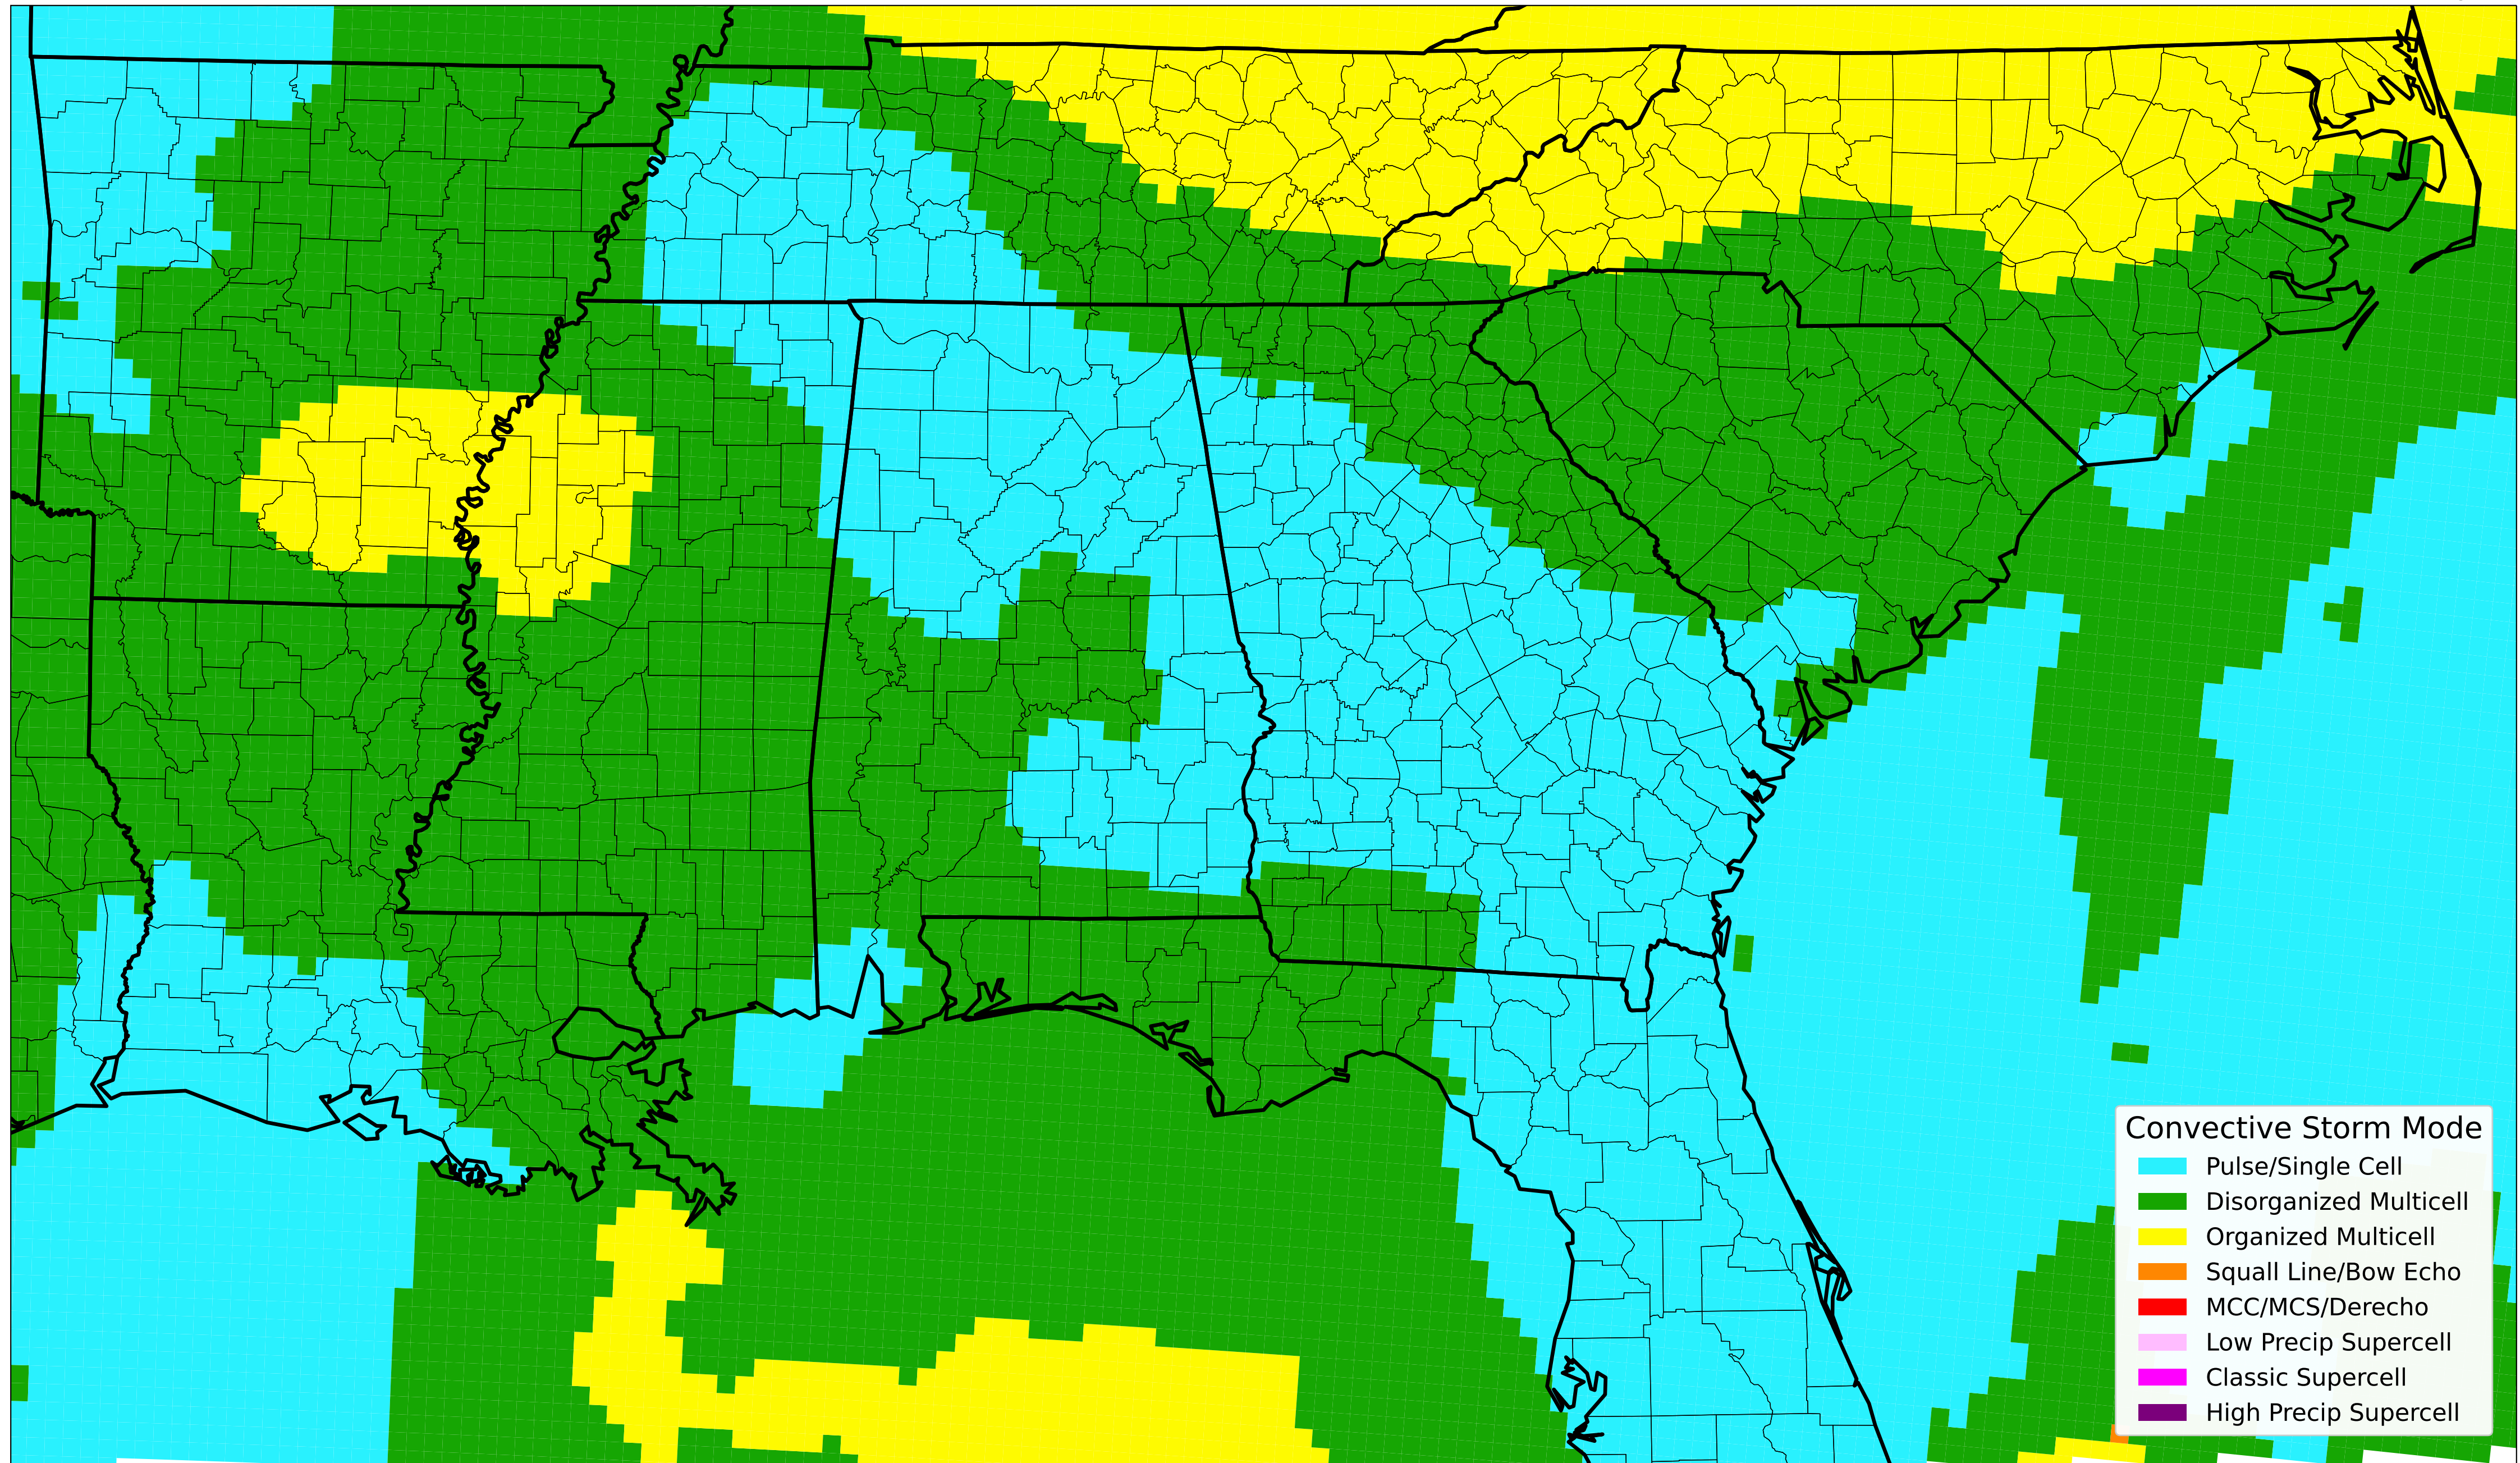 Convective Storm Mode
Pulse/Single Cell
Disorganized Multicell
Organized Multicell
Squall Line/Bow Echo
MCC/MCS/Derecho
Low Precip Supercell
Classic Supercell
High Precip Supercell